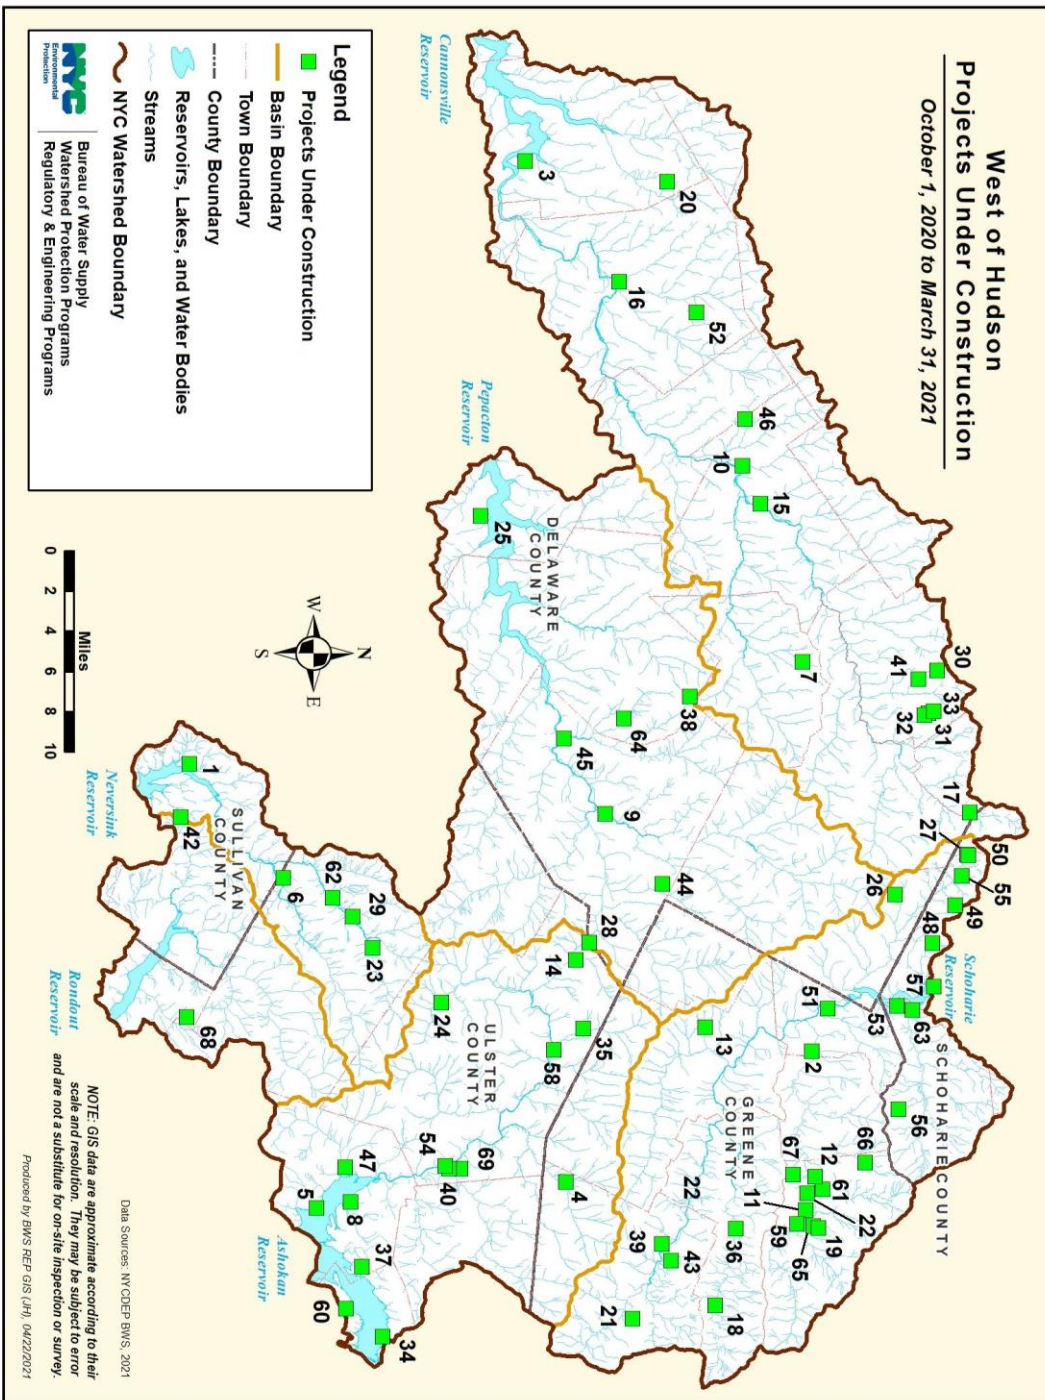 West of Hudson
Projects Under Construction
October 1, 2020 to March 31, 2021
Cannonsville
Reservoir
3
20
16
52
46
10
15
Pepacton
Reservoir
25
DELAWARE
COUNTY
7
30
41
33
31
32
38
64
45
9
44
17
27
50
55
26
49
48
Schoharie
Reservoir
57
63
53
51
2
SCHOHARIE COUNTY
56
66
13
GREENE
COUNTY
67
12
61
22
11
59
65
19
22
36
39
43
18
21
28
14
35
58
24
ULSTER
COUNTY
4
54
40
69
47
8
5
37
60
34
Ashokan
Reservoir
1
42
Neversink
Reservoir
SULLIVAN
COUNTY
6
62
29
23
68
Rondout
Reservoir
Legend
Projects Under Construction
Basin Boundary
Town Boundary
County Boundary
Reservoirs, Lakes, and Water Bodies
Streams
NYC Watershed Boundary
NYC
Environmental
Protection
Bureau of Water Supply
Watershed Protection Programs
Regulatory & Engineering Programs
N
W
E
S
0 2 4 6 8 10
Miles
Data Sources: NYCDEP BWS, 2021
NOTE: GIS data are approximate according to their
scale and resolution. They may be subject to error
and are not a substitute for on-site inspection or survey.
Produced by BWS REP GIS (JH), 04/22/2021